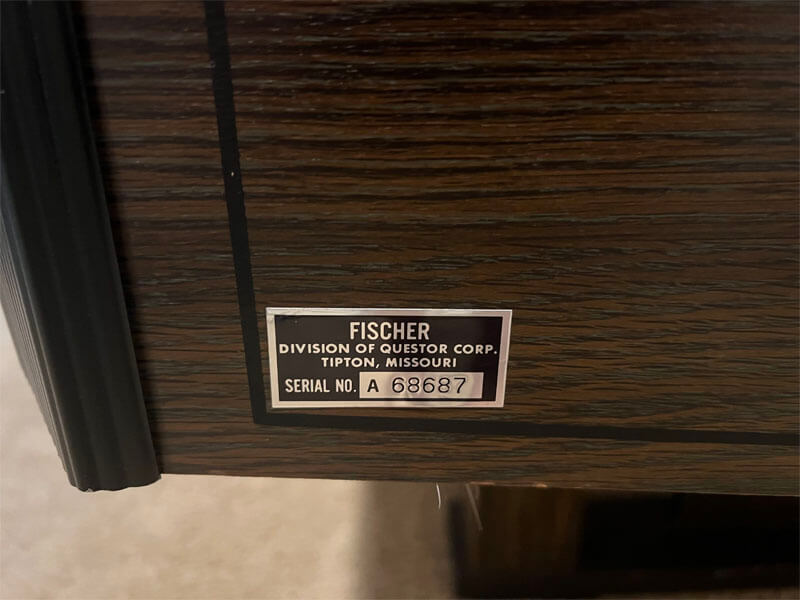 FISCHER
DIVISION OF QUESTOR CORP.
TIPTON, MISSOURI
SERIAL NO. A 68687